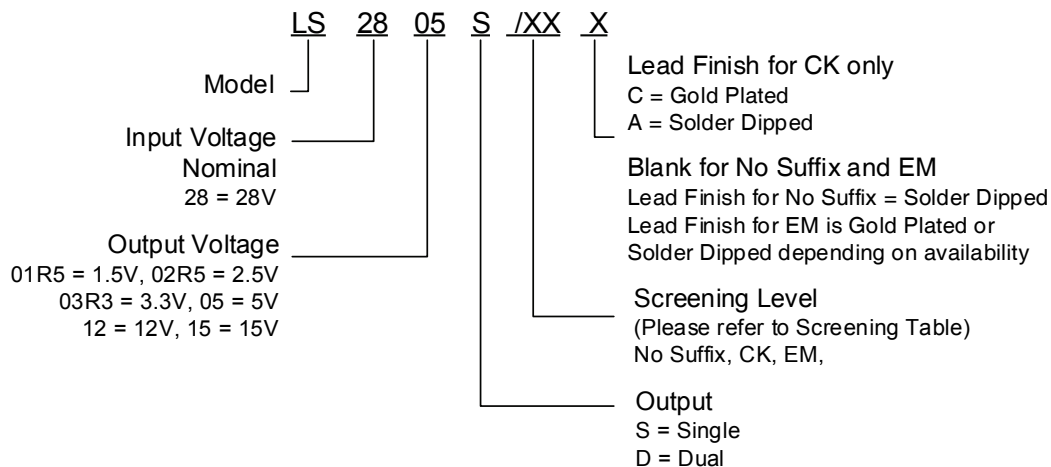 LS 28 05 S /XX X
Model
Input Voltage
Nominal
28 = 28V
Output Voltage
01R5 = 1.5V, 02R5 = 2.5V
03R3 = 3.3V, 05 = 5V
12 = 12V, 15 = 15V
Lead Finish for CK only
C = Gold Plated
A = Solder Dipped
Blank for No Suffix and EM
Lead Finish for No Suffix = Solder Dipped
Lead Finish for EM is Gold Plated or
Solder Dipped depending on availability
Screening Level
(Please refer to Screening Table)
No Suffix, CK, EM,
Output
S = Single
D = Dual